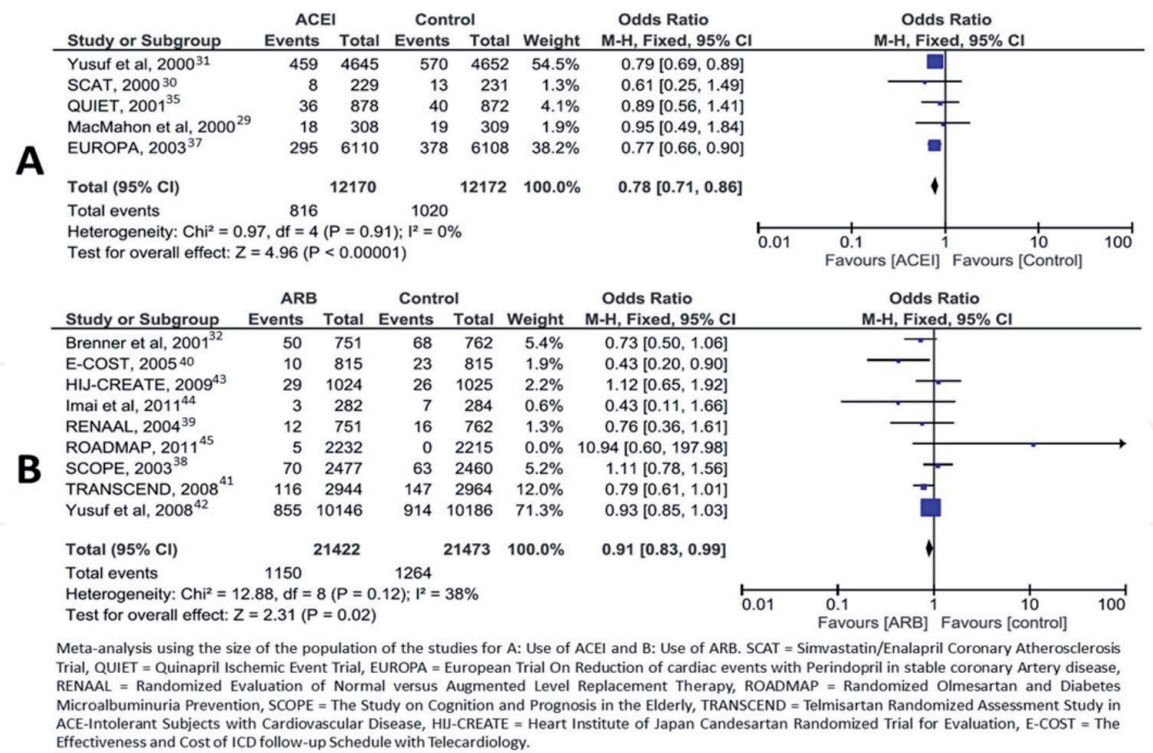 ACEI Control Odds Ratio Odds Ratio
Study or Subgroup Events Total Events Total Weight M-H, Fixed, 95% CI M-H, Fixed, 95% CI
Yusuf et al, 2000³¹ 459 4645 570 4652 54.5% 0.79 [0.69, 0.89]
SCAT, 2000³⁰ 8 229 13 231 1.3% 0.61 [0.25, 1.49]
QUIET, 2001³⁵ 36 878 40 872 4.1% 0.89 [0.56, 1.41]
MacMahon et al, 2000²⁹ 18 308 19 309 1.9% 0.95 [0.49, 1.84]
EUROPA, 2003³⁷ 295 6110 378 6108 38.2% 0.77 [0.66, 0.90]
A
Total (95% CI) 12170 12172 100.0% 0.78 [0.71, 0.86]
Total events 816 1020
Heterogeneity: Chi² = 0.97, df = 4 (P = 0.91); I² = 0%
Test for overall effect: Z = 4.96 (P < 0.00001)
0.01 0.1 1 10 100
Favours [ACEI] Favours [Control]
ARB Control Odds Ratio Odds Ratio
Study or Subgroup Events Total Events Total Weight M-H, Fixed, 95% CI M-H, Fixed, 95% CI
Brenner et al, 2001³² 50 751 68 762 5.4% 0.73 [0.50, 1.06]
E-COST, 2005⁴⁰ 10 815 23 815 1.9% 0.43 [0.20, 0.90]
HIJ-CREATE, 2009⁴³ 29 1024 26 1025 2.2% 1.12 [0.65, 1.92]
Imai et al, 2011⁴⁴ 3 282 7 284 0.6% 0.43 [0.11, 1.66]
RENAAL, 2004³⁹ 12 751 16 762 1.3% 0.76 [0.36, 1.61]
ROADMAP, 2011⁴⁵ 5 2232 0 2215 0.0% 10.94 [0.60, 197.98]
B
SCOPE, 2003³⁸ 70 2477 63 2460 5.2% 1.11 [0.78, 1.56]
TRANSCEND, 2008⁴¹ 116 2944 147 2964 12.0% 0.79 [0.61, 1.01]
Yusuf et al, 2008⁴² 855 10146 914 10186 71.3% 0.93 [0.85, 1.03]
Total (95% CI) 21422 21473 100.0% 0.91 [0.83, 0.99]
Total events 1150 1264
Heterogeneity: Chi² = 12.88, df = 8 (P = 0.12); I² = 38%
Test for overall effect: Z = 2.31 (P = 0.02)
0.01 0.1 1 10 100
Favours [ARB] Favours [control]
Meta-analysis using the size of the population of the studies for A: Use of ACEI and B: Use of ARB. SCAT = Simvastatin/Enalapril Coronary Atherosclerosis
Trial, QUIET = Quinapril Ischemic Event Trial, EUROPA = European Trial On Reduction of cardiac events with Perindopril in stable coronary Artery disease,
RENAAL = Randomized Evaluation of Normal versus Augmented Level Replacement Therapy, ROADMAP = Randomized Olmesartan and Diabetes
Microalbuminuria Prevention, SCOPE = The Study on Cognition and Prognosis in the Elderly, TRANSCEND = Telmisartan Randomized Assessment Study in
ACE-Intolerant Subjects with Cardiovascular Disease, HIJ-CREATE = Heart Institute of Japan Candesartan Randomized Trial for Evaluation, E-COST = The
Effectiveness and Cost of ICD follow-up Schedule with Telecardiology.